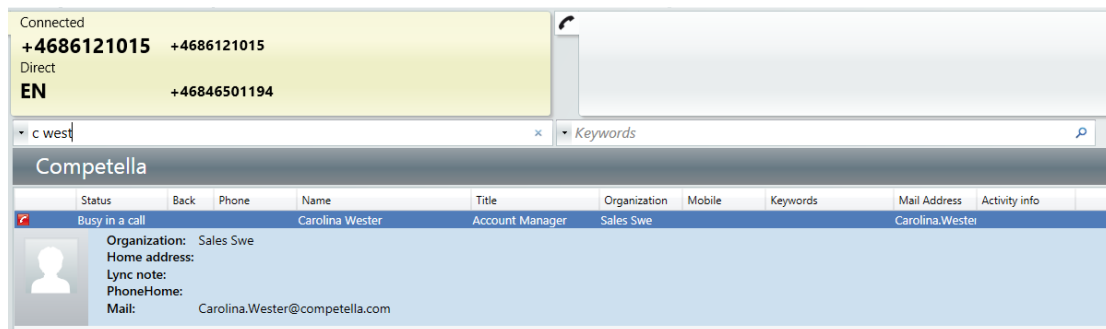 Connected
+4686121015 +4686121015
Direct
EN +46846501194
c west × Keywords
Competella
Status Back Phone Name Title Organization Mobile Keywords Mail Address Activity info
Busy in a call Carolina Wester Account Manager Sales Swe Carolina.Wester
Organization: Sales Swe
Home address:
Lync note:
PhoneHome:
Mail: Carolina.Wester@competella.com